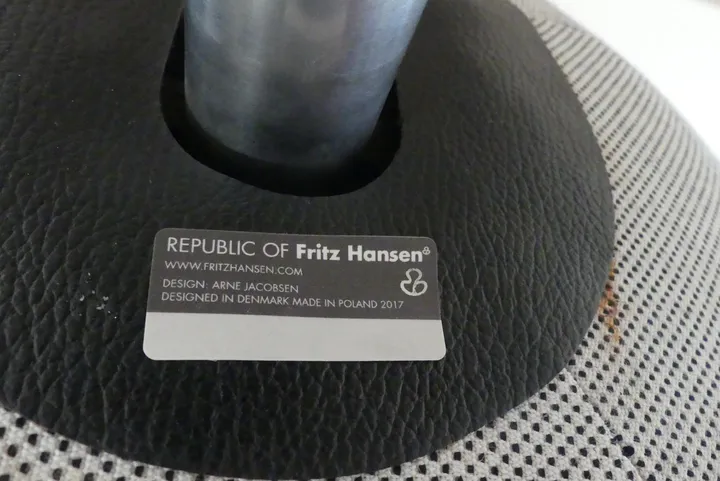 REPUBLIC OF Fritz Hansen
WWW.FRITZHANSEN.COM
DESIGN: ARNE JACOBSEN
DESIGNED IN DENMARK MADE IN POLAND 2017